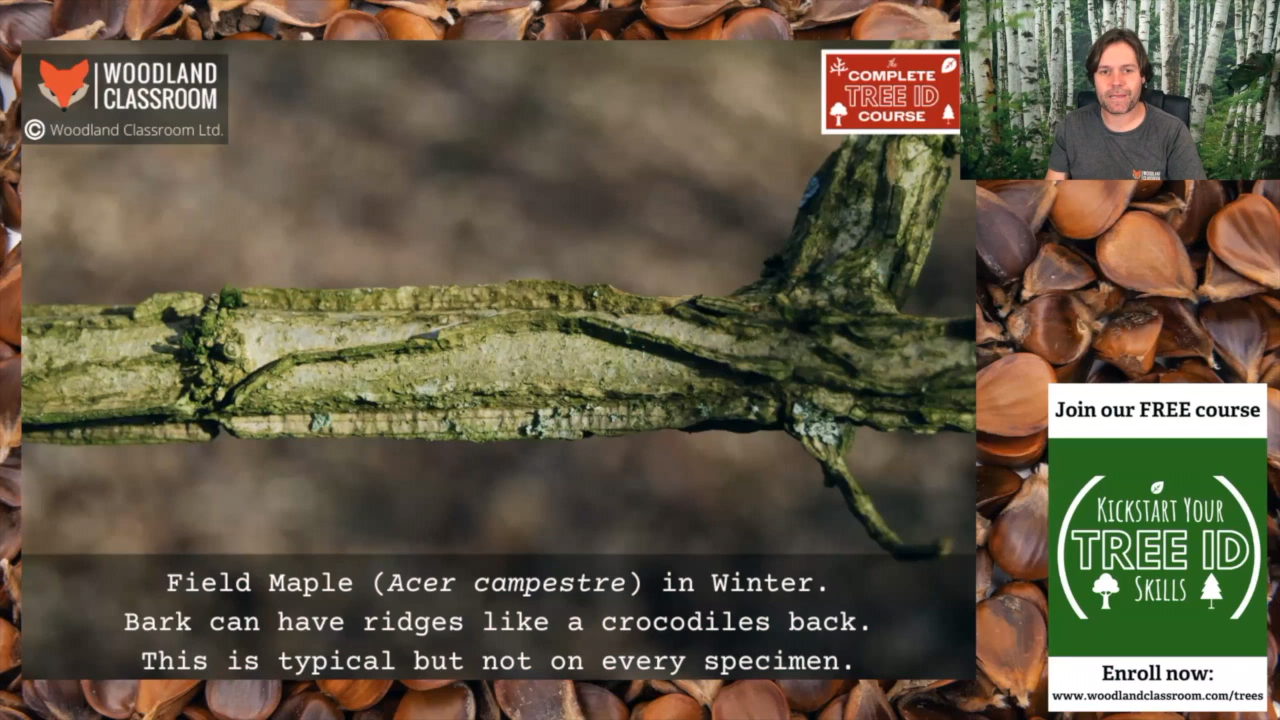 WOODLAND
CLASSROOM
© Woodland Classroom Ltd.
The
COMPLETE
TREE ID
COURSE
Field Maple (Acer campestre) in Winter.
Bark can have ridges like a crocodiles back.
This is typical but not on every specimen.
Join our FREE course
KICKSTART YOUR
TREE ID
SKILLS
Enroll now:
www.woodlandclassroom.com/trees